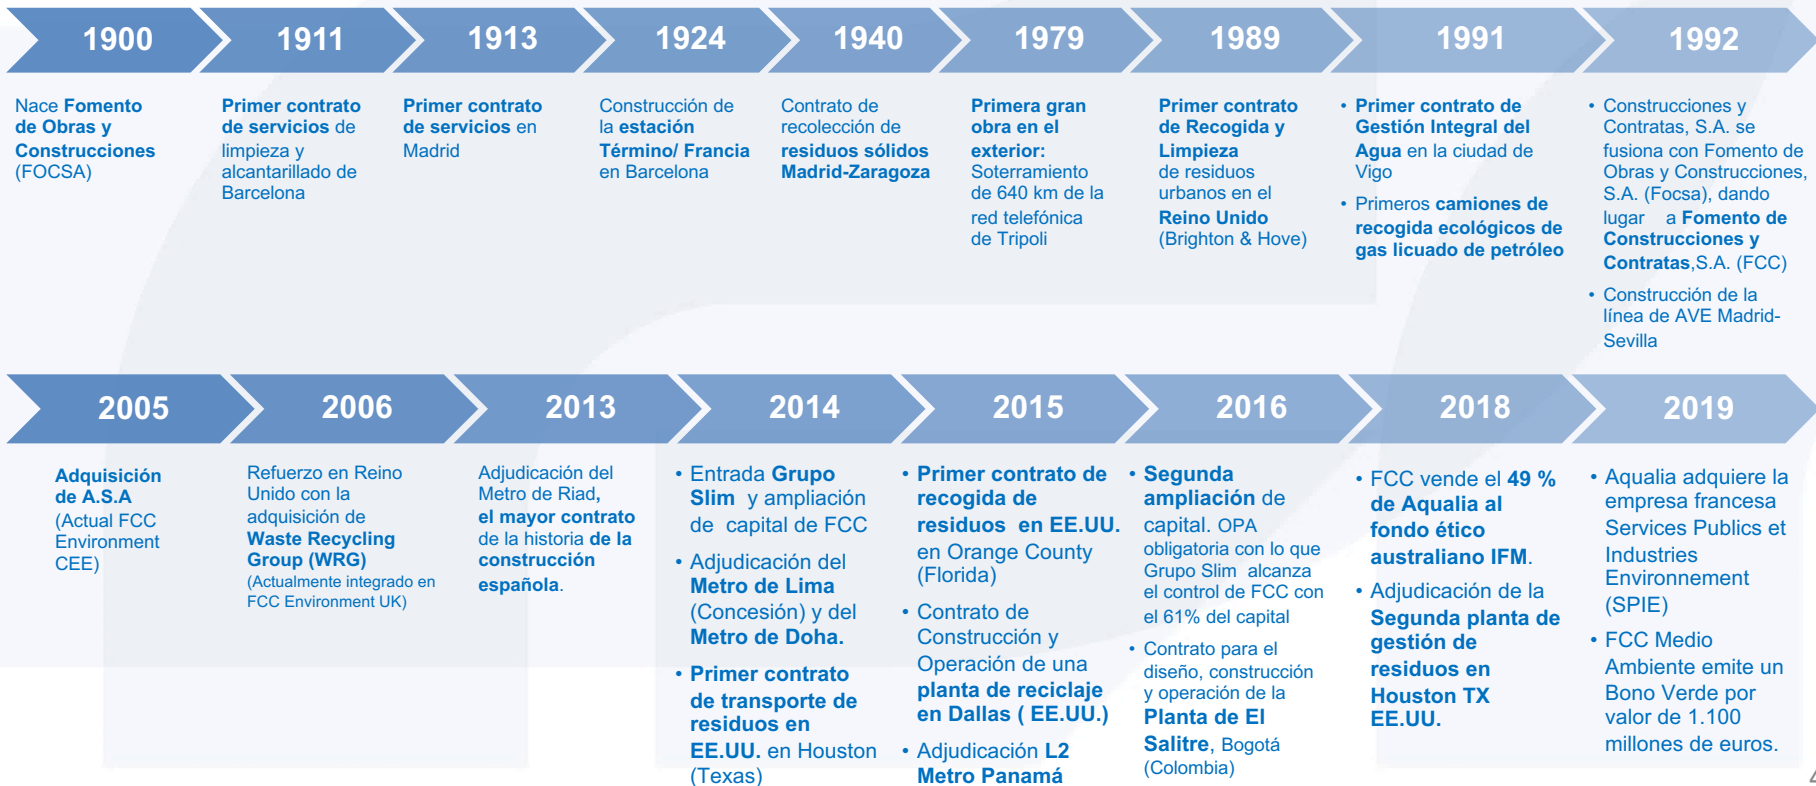 1900
1911
1913
1924
1940
1979
1989
1991
1992
Nace Fomento
de Obras y
Construcciones
(FOCSA)
Primer contrato
de servicios de
limpieza y
alcantarillado de
Barcelona
Primer contrato
de servicios en
Madrid
Construcción de
la estación
Término/ Francia
en Barcelona
Contrato de
recolección de
residuos sólidos
Madrid-Zaragoza
Primera gran
obra en el
exterior:
Soterramiento
de 640 km de la
red telefónica
de Tripoli
Primer contrato
de Recogida y
Limpieza
de residuos
urbanos en el
Reino Unido
(Brighton & Hove)
• Primer contrato de
Gestión Integral del
Agua en la ciudad de
Vigo
• Primeros camiones de
recogida ecológicos de
gas licuado de petróleo
• Construcciones y
Contratas, S.A. se
fusiona con Fomento de
Obras y Construcciones,
S.A. (Focsa), dando
lugar a Fomento de
Construcciones y
Contratas,S.A. (FCC)
• Construcción de la
línea de AVE Madrid-
Sevilla
2005
2006
2013
2014
2015
2016
2018
2019
Adquisición
de A.S.A
(Actual FCC
Environment
CEE)
Refuerzo en Reino
Unido con la
adquisición de
Waste Recycling
Group (WRG)
(Actualmente integrado en
FCC Environment UK)
Adjudicación del
Metro de Riad,
el mayor contrato
de la historia de la
construcción
española.
• Entrada Grupo
Slim y ampliación
de capital de FCC
• Adjudicación del
Metro de Lima
(Concesión) y del
Metro de Doha.
• Primer contrato
de transporte de
residuos en
EE.UU. en Houston
(Texas)
• Primer contrato de
recogida de
residuos en EE.UU.
en Orange County
(Florida)
• Contrato de
Construcción y
Operación de una
planta de reciclaje
en Dallas ( EE.UU.)
• Adjudicación L2
Metro Panamá
• Segunda
ampliación de
capital. OPA
obligatoria con lo que
Grupo Slim alcanza
el control de FCC con
el 61% del capital
• Contrato para el
diseño, construcción
y operación de la
Planta de El
Salitre, Bogotá
(Colombia)
• FCC vende el 49 %
de Aqualia al
fondo ético
australiano IFM.
• Adjudicación de la
Segunda planta de
gestión de
residuos en
Houston TX
EE.UU.
• Aqualia adquiere la
empresa francesa
Services Publics et
Industries
Environnement
(SPIE)
• FCC Medio
Ambiente emite un
Bono Verde por
valor de 1.100
millones de euros.